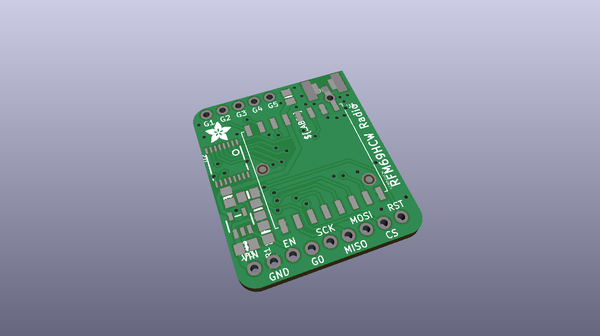 G1 G2 G3 G4 G5
RFM69HCW Radio
VIN
GND
EN
G0
SCK
MISO
MOSI
CS
RST